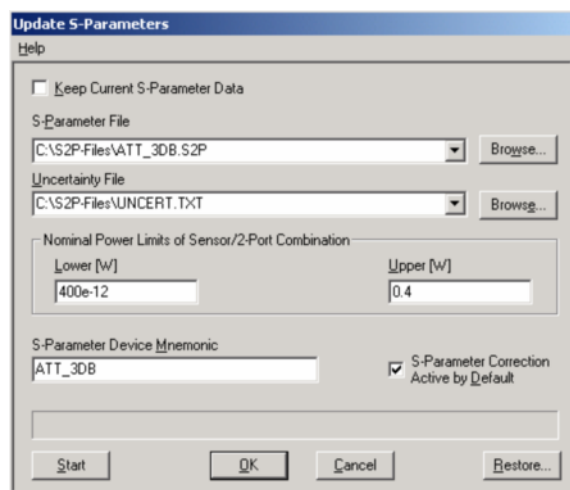 Update S-Parameters
Help
Keep Current S-Parameter Data
S-Parameter File
C:\S2P-Files\ATT_3DB.S2P
Browse...
Uncertainty File
C:\S2P-Files\UNCERT.TXT
Browse...
Nominal Power Limits of Sensor/2-Port Combination
Lower [W]
Upper [W]
400e-12
0.4
S-Parameter Device Mnemonic
ATT_3DB
S-Parameter Correction
Active by Default
Start
OK
Cancel
Restore...